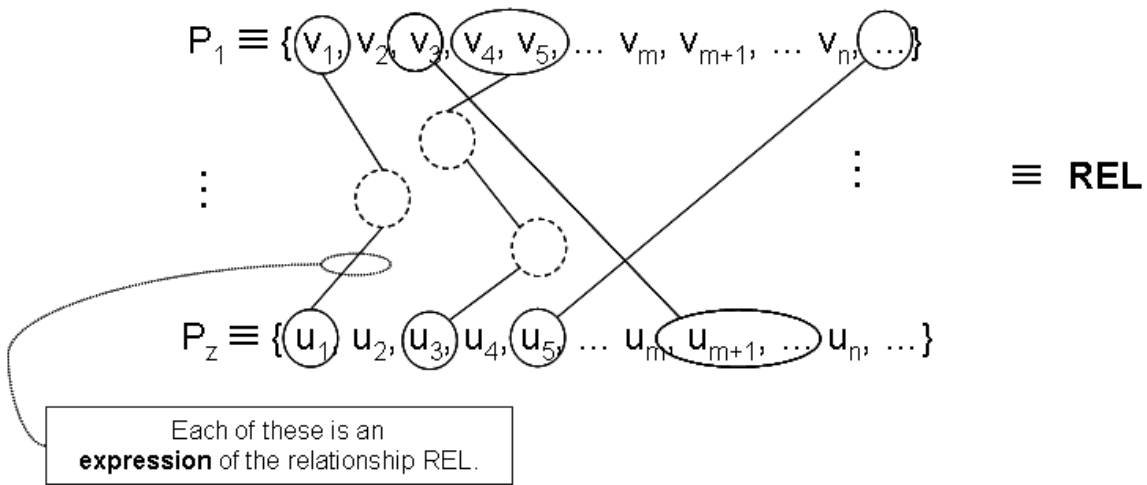 P₁ ≡ { v₁, v₂, v₃, v₄, v₅, ... vₘ, vₘ₊₁, ... vₙ, ... }
⋮ ⋮ ≡ REL
P_z ≡ { u₁, u₂, u₃, u₄, u₅, ... uₘ, uₘ₊₁, ... uₙ, ... }
Each of these is an
expression of the relationship REL.